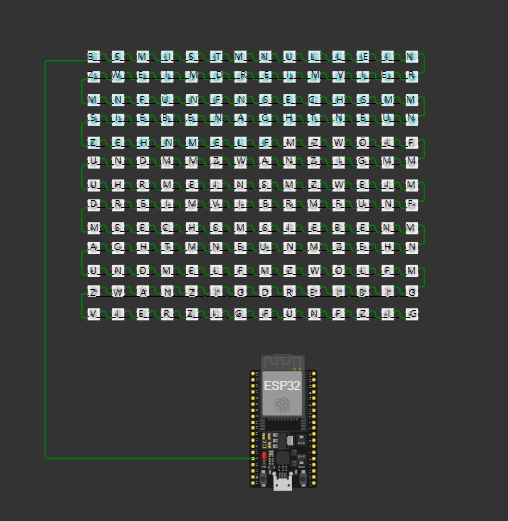 E S M I S T M N U L L E I N
Z W E I M D R E I M V I E R
M N F U N F N S E C H S M M
S I E B E N A C H T N E U N
Z E H N M E L F M Z W O L F
U N D M M Z W A N Z I G M M
U H R M E I N S M Z W E I M
D R E I M V I E R M F U N F
M S E C H S M S I E B E N M
A C H T M N E U N M Z E H N
U N D M E L F M Z W O L F M
Z W A N Z I G D R E I B I G
V I E R Z I G F U N F Z I G
ESP32